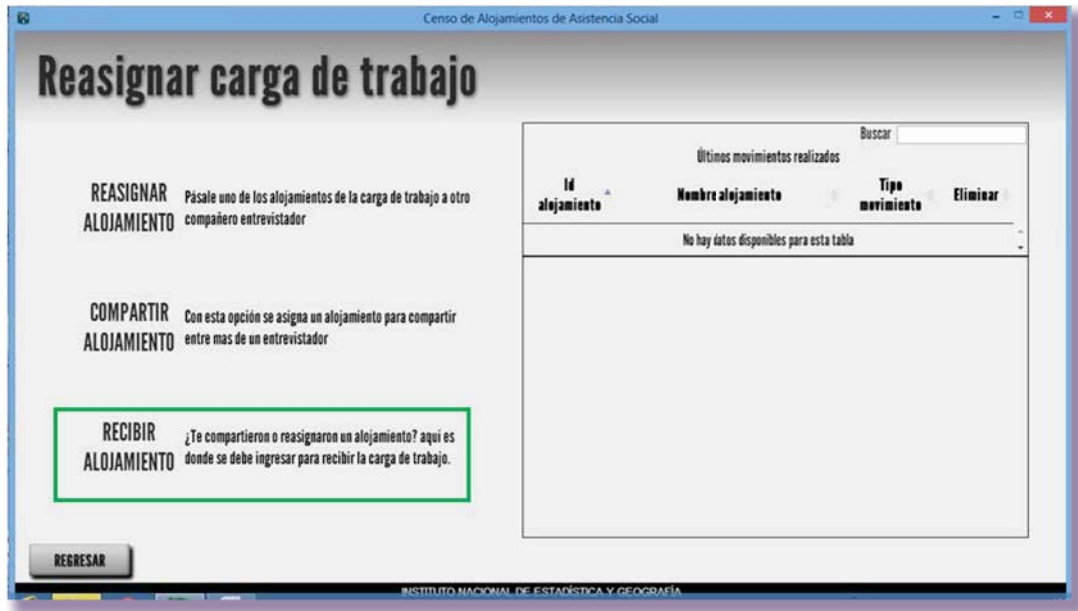 Censo de Alojamientos de Asistencia Social
Reasignar carga de trabajo
REASIGNAR
ALOJAMIENTO
Pásale uno de los alojamientos de la carga de trabajo a otro
compañero entrevistador
COMPARTIR
ALOJAMIENTO
Con esta opción se asigna un alojamiento para compartir
entre mas de un entrevistador
RECIBIR
ALOJAMIENTO
¿Te compartieron o reasignaron un alojamiento? aqui es
donde se debe ingresar para recibir la carga de trabajo.
Buscar
Últimos movimientos realizados
Id
alojamiento
Nombre alojamiento
Tipo
movimiento
Eliminar
No hay datos disponibles para esta tabla
REGRESAR
INSTITUTO NACIONAL DE ESTADÍSTICA Y GEOGRAFÍA